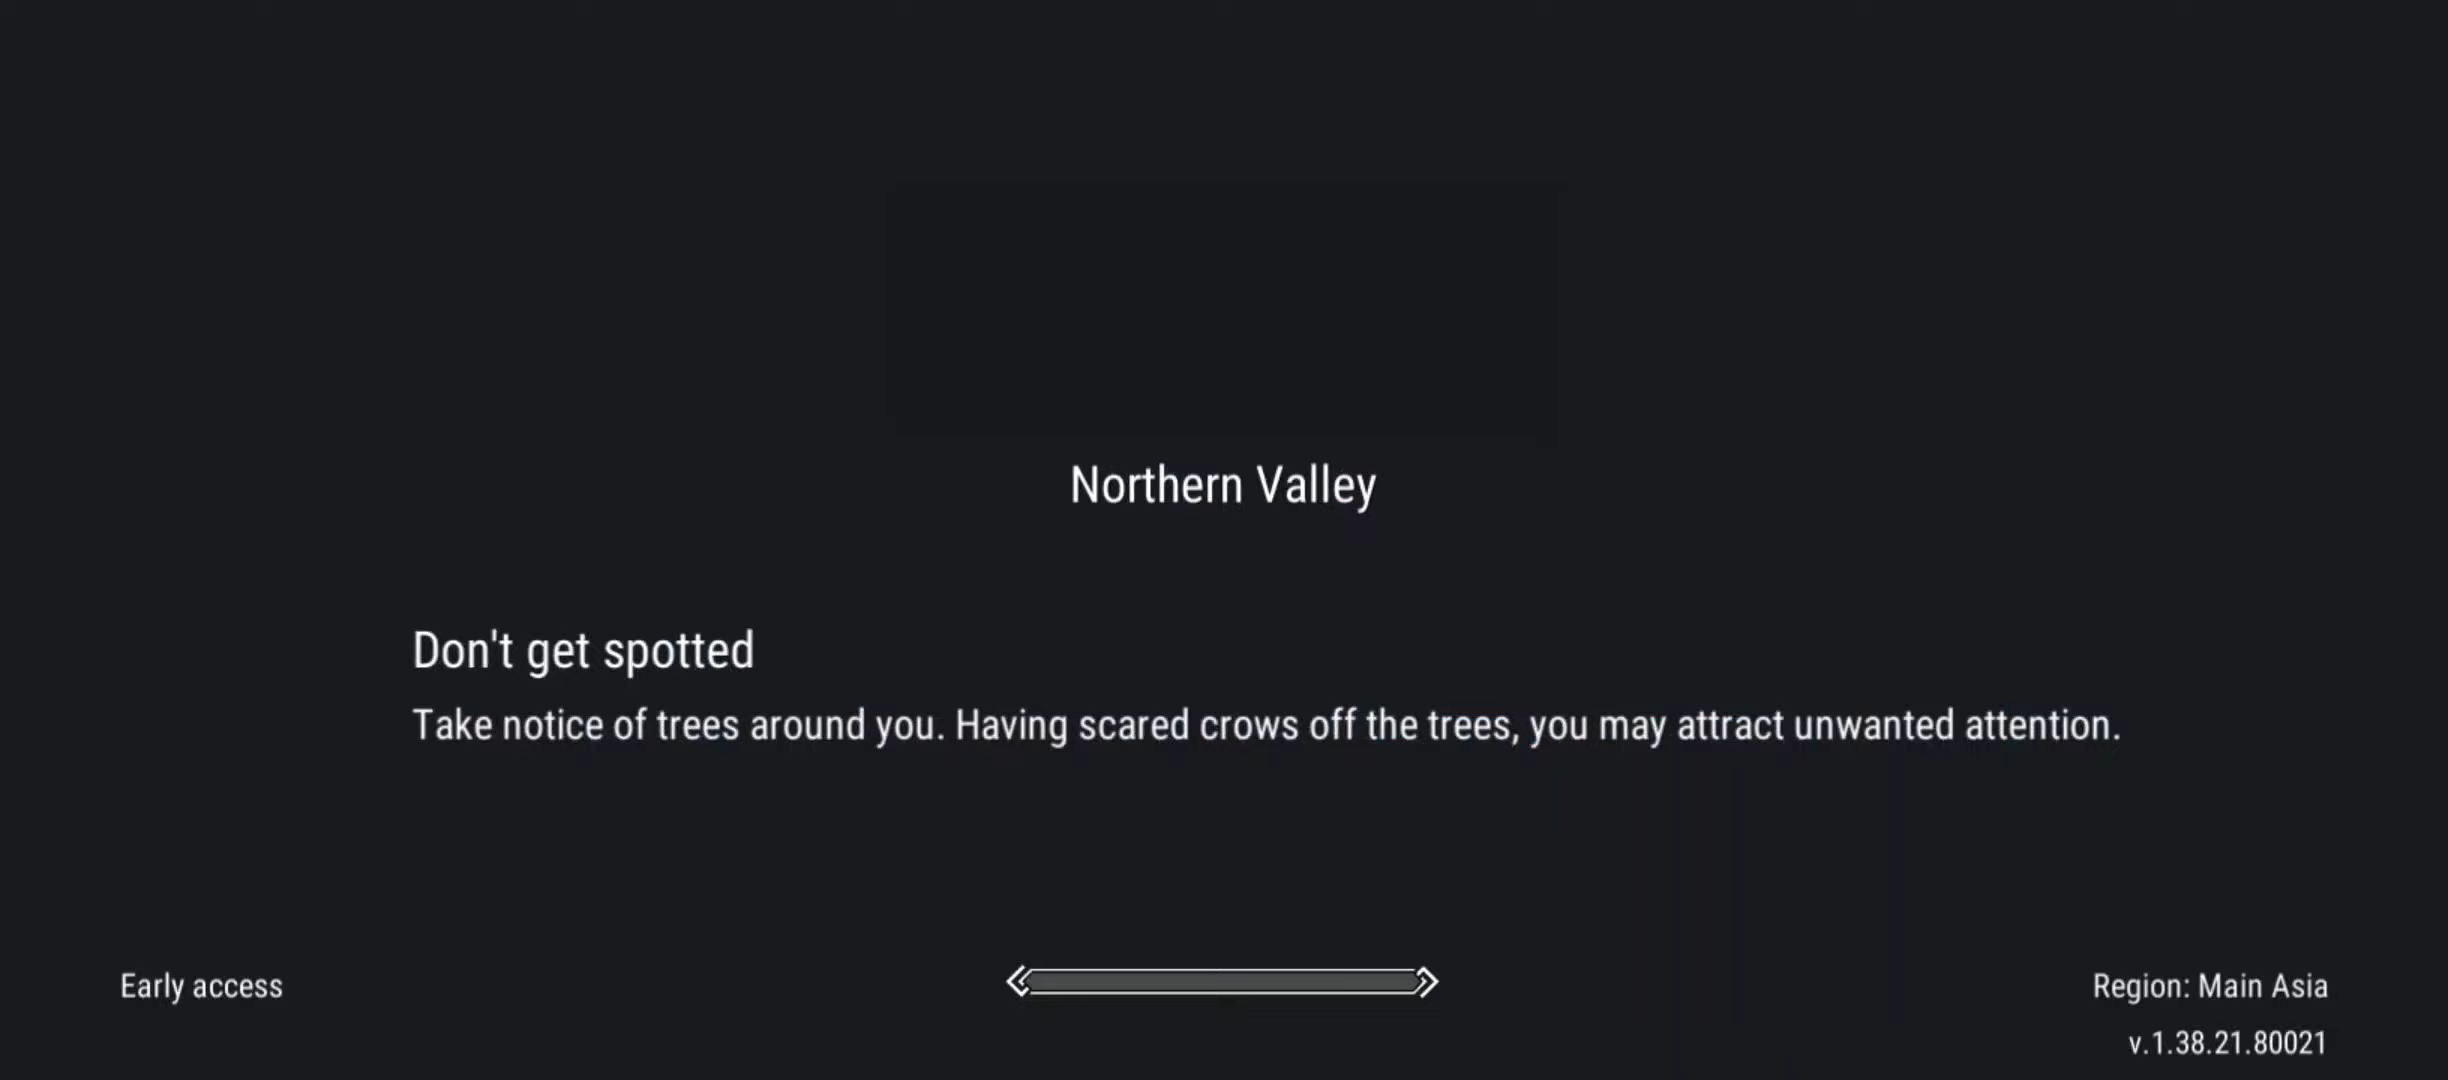 Northern Valley
Don't get spotted
Take notice of trees around you. Having scared crows off the trees, you may attract unwanted attention.
Early access
Region: Main Asia
v.1.38.21.80021